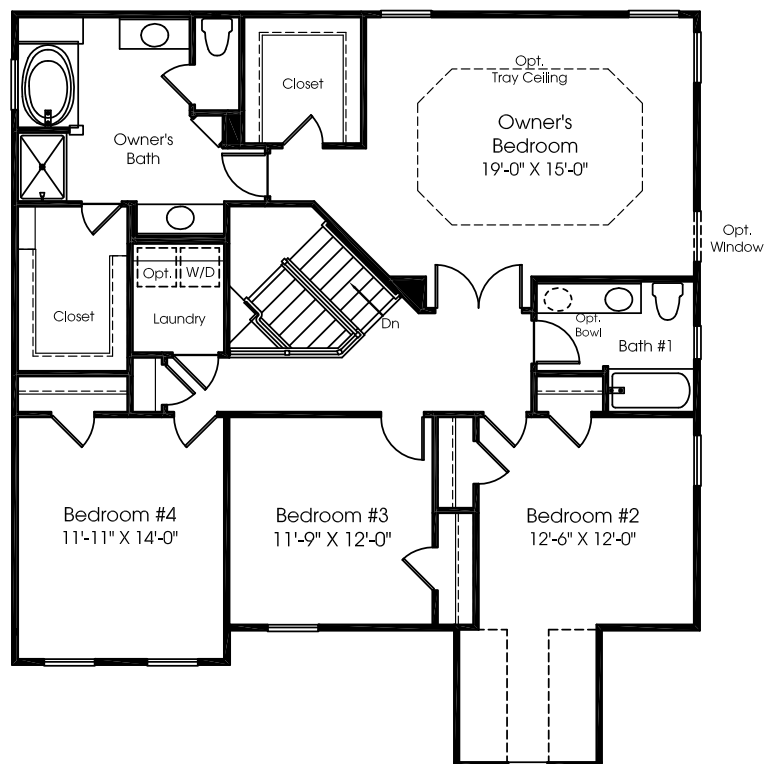 Opt.
Tray Ceiling
Closet
Owner's
Bedroom
19'-0" X 15'-0"
Owner's
Bath
Opt.
Window
Opt.
W/D
Closet
Laundry
Dn
Opt.
Bowl
Bath #1
Bedroom #4
11'-11" X 14'-0"
Bedroom #3
11'-9" X 12'-0"
Bedroom #2
12'-6" X 12'-0"